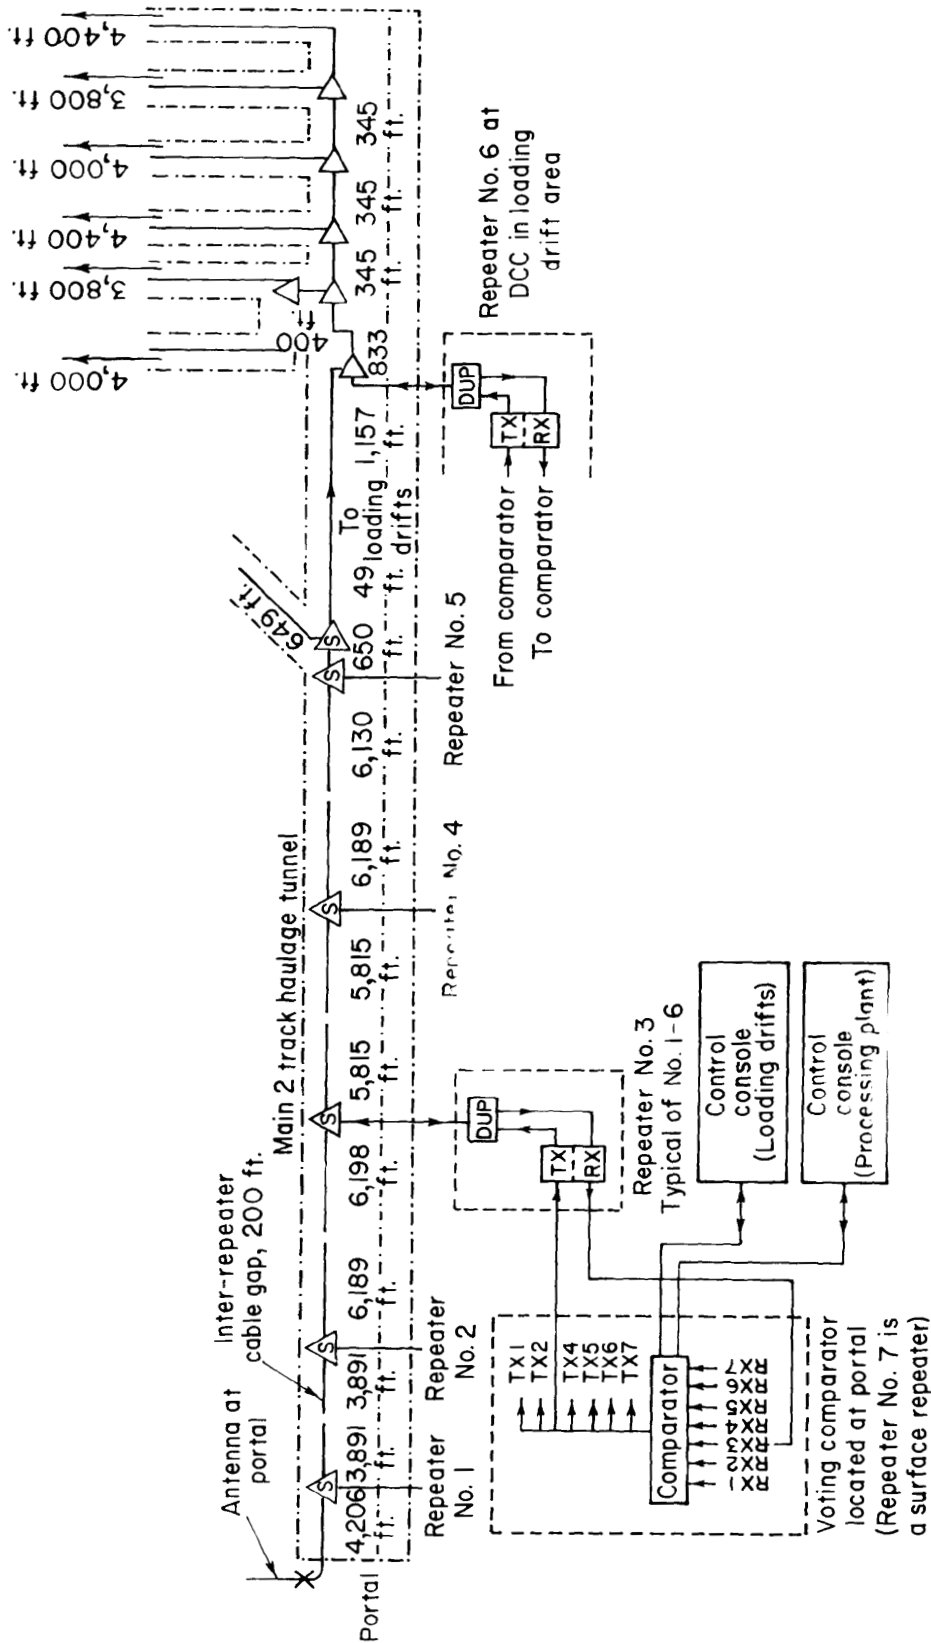 Antenna at
portal
Inter-repeater
cable gap, 200 ft.
Main 2 track haulage tunnel
649 ft.
4,000 ft.
400
ft.
3,800 ft.
4,400 ft.
4,000 ft.
3,800 ft.
4,400 ft.
S
S
S
S
S
S
Portal
4,206
ft.
3,891
ft.
3,891
ft.
6,189
ft.
6,198
ft.
5,815
ft.
5,815
ft.
6,189
ft.
6,130
ft.
650
ft.
49
ft.
To
loading
drifts
1,157
ft.
833
345
ft.
345
ft.
345
ft.
Repeater
No. 1
Repeater
No. 2
DUP
TX
RX
Repeater No. 3
Typical of No. 1-6
No. 4
Repeater No. 5
DUP
TX
RX
From comparator
To comparator
Repeater No. 6 at
DCC in loading
drift area
TX1
TX2
TX4
TX5
TX6
TX7
Comparator
RX1
RX2
RX3
RX4
RX5
RX6
RX7
Control
console
(Loading drifts)
Control
console
(Processing plant)
Voting comparator
located at portal
(Repeater No. 7 is
a surface repeater)